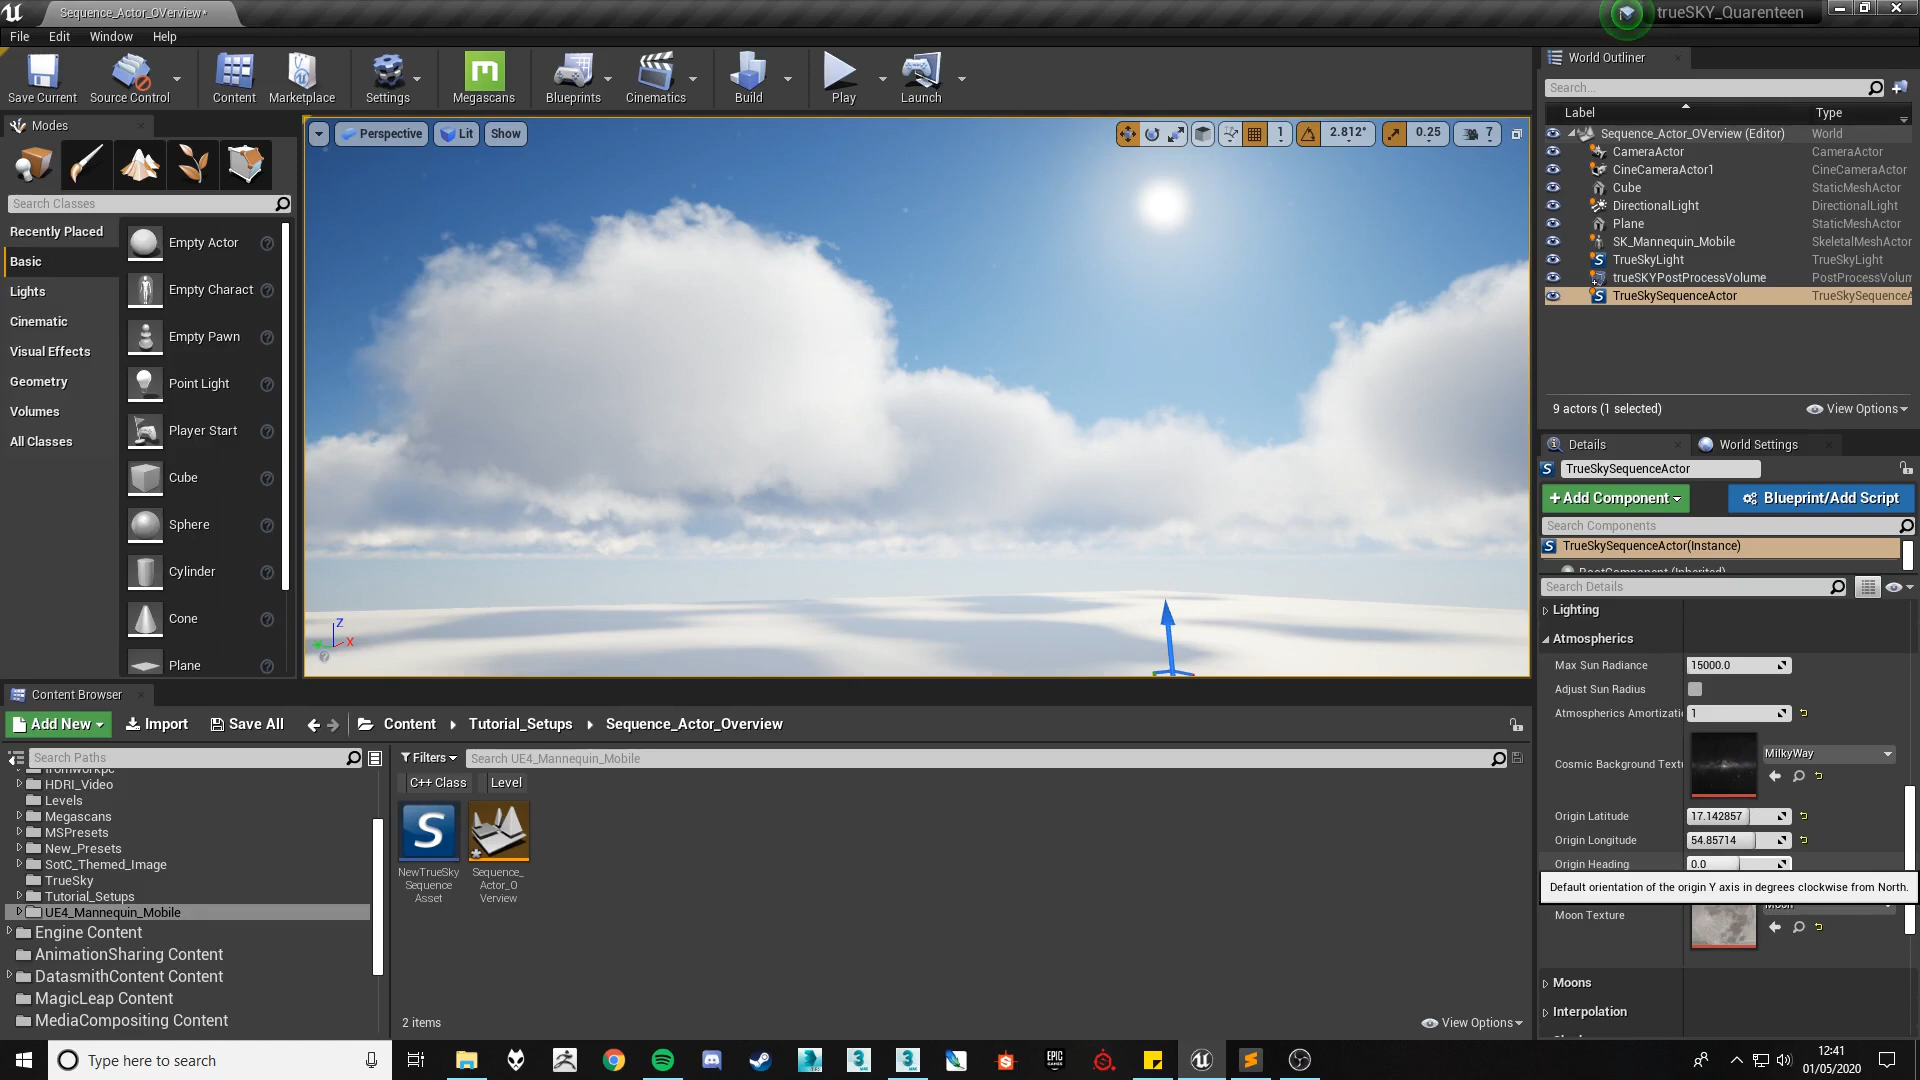 Sequence_Actor_OVerview*
trueSKY_Quarenteen
File Edit Window Help
Save Current
Source Control
Content
Marketplace
Settings
Megascans
Blueprints
Cinematics
Build
Play
Launch
Modes
Search Classes
Recently Placed
Basic
Lights
Cinematic
Visual Effects
Geometry
Volumes
All Classes
Empty Actor
Empty Charact
Empty Pawn
Point Light
Player Start
Cube
Sphere
Cylinder
Cone
Plane
Perspective
Lit
Show
1
2.812°
0.25
7
Z
X
World Outliner
Search...
Label Type
Sequence_Actor_OVerview (Editor) World
CameraActor CameraActor
CineCameraActor1 CineCameraActor
Cube StaticMeshActor
DirectionalLight DirectionalLight
Plane StaticMeshActor
SK_Mannequin_Mobile SkeletalMeshActor
TrueSkyLight TrueSkyLight
trueSKYPostProcessVolume PostProcessVolum
TrueSkySequenceActor TrueSkySequenceA
9 actors (1 selected)
View Options
Details
World Settings
TrueSkySequenceActor
+Add Component
Blueprint/Add Script
Search Components
TrueSkySequenceActor(Instance)
RootComponent (Inherited)
Search Details
Lighting
Atmospherics
Max Sun Radiance 15000.0
Adjust Sun Radius
Atmospherics Amortizati 1
Cosmic Background Textu MilkyWay
Origin Latitude 17.142857
Origin Longitude 54.85714
Origin Heading 0.0
Default orientation of the origin Y axis in degrees clockwise from North.
Moon Texture Moon
Moons
Interpolation
Content Browser
Add New
Import
Save All
Content
Tutorial_Setups
Sequence_Actor_Overview
Search Paths
Filters
Search UE4_Mannequin_Mobile
C++ Class
Level
HDRI_Video
Levels
Megascans
MSPresets
New_Presets
SotC_Themed_Image
TrueSky
Tutorial_Setups
UE4_Mannequin_Mobile
Engine Content
AnimationSharing Content
DatasmithContent Content
MagicLeap Content
MediaCompositing Content
NewTrueSky
Sequence
Asset
Sequence_
Actor_O
Verview
2 items
View Options
Type here to search
EPIC
GAMES
12:41
01/05/2020